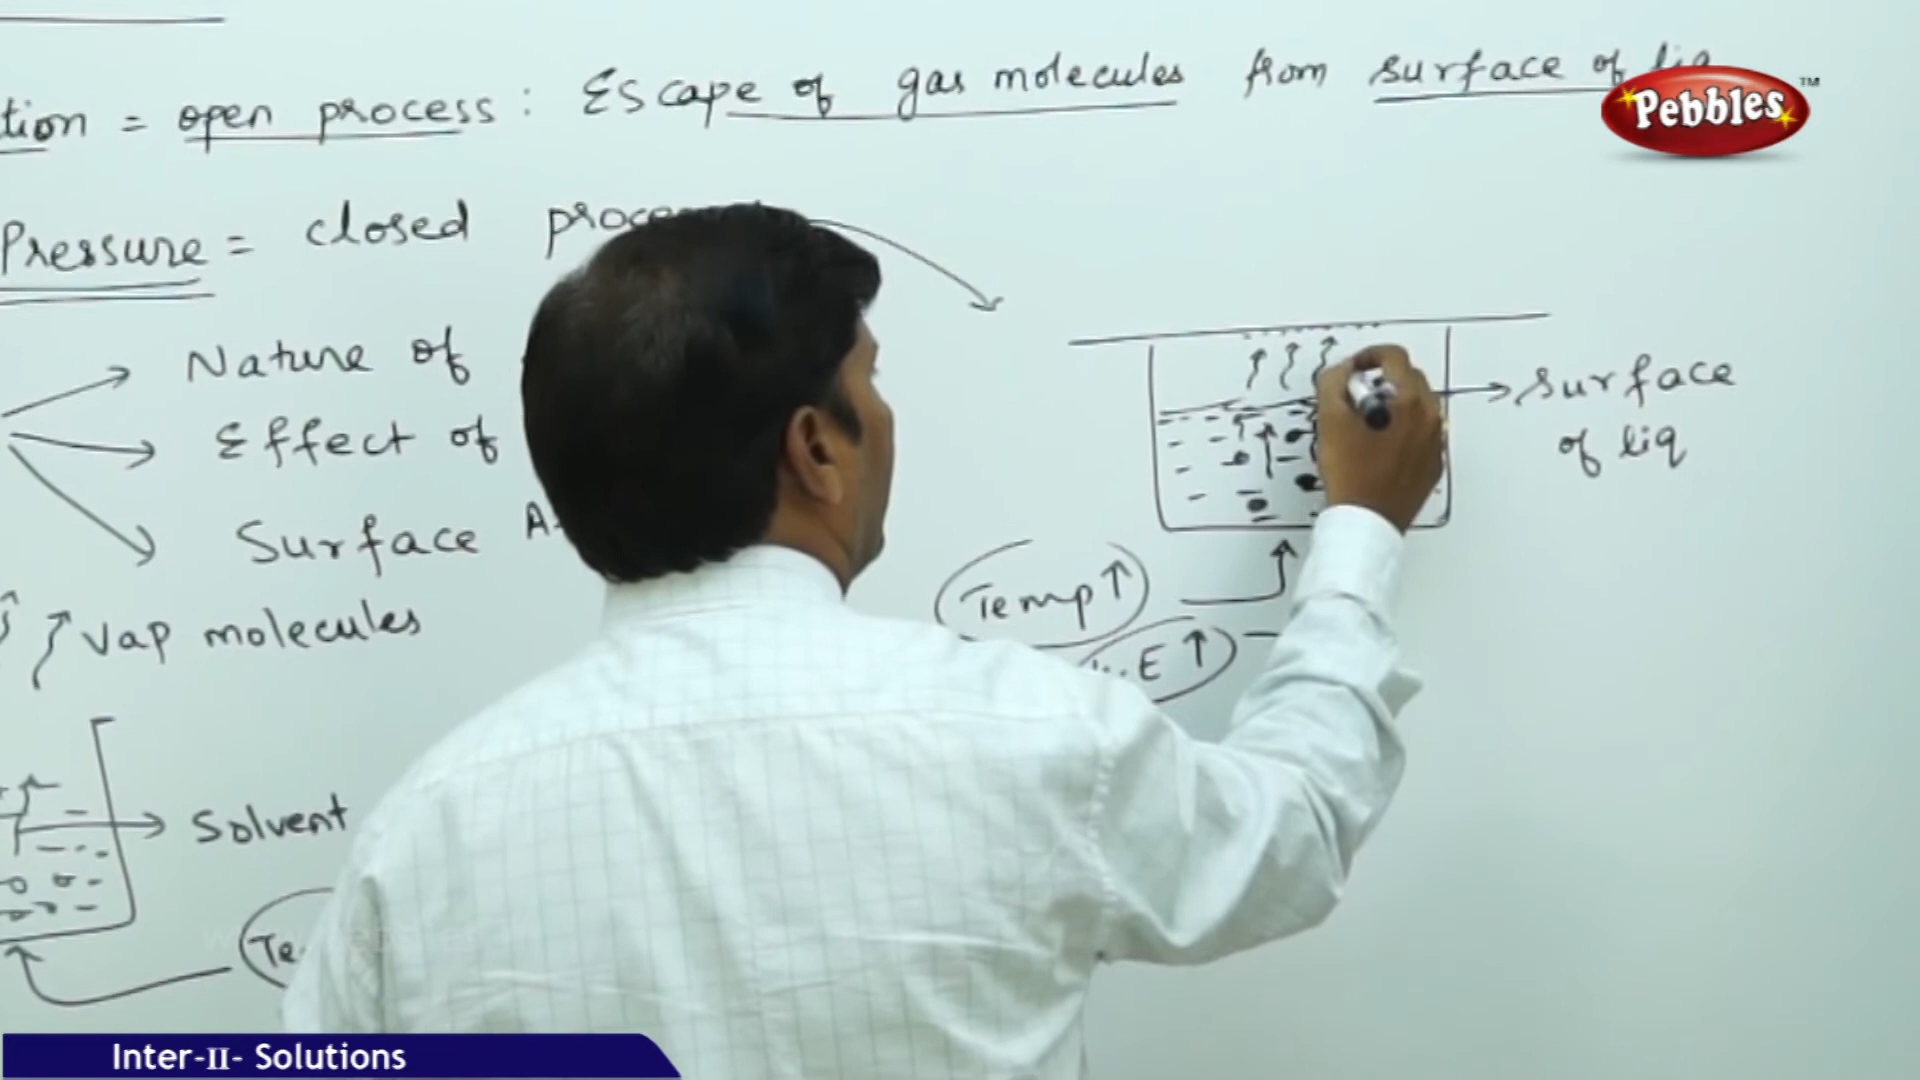 tion = open process : Escape of gas molecules from surface of liq
Pebbles TM
Pressure = closed process
Nature of
Effect of
Surface A
Vap molecules
Solvent
Te
surface
of liq
Temp↑
E↑
Inter-II- Solutions